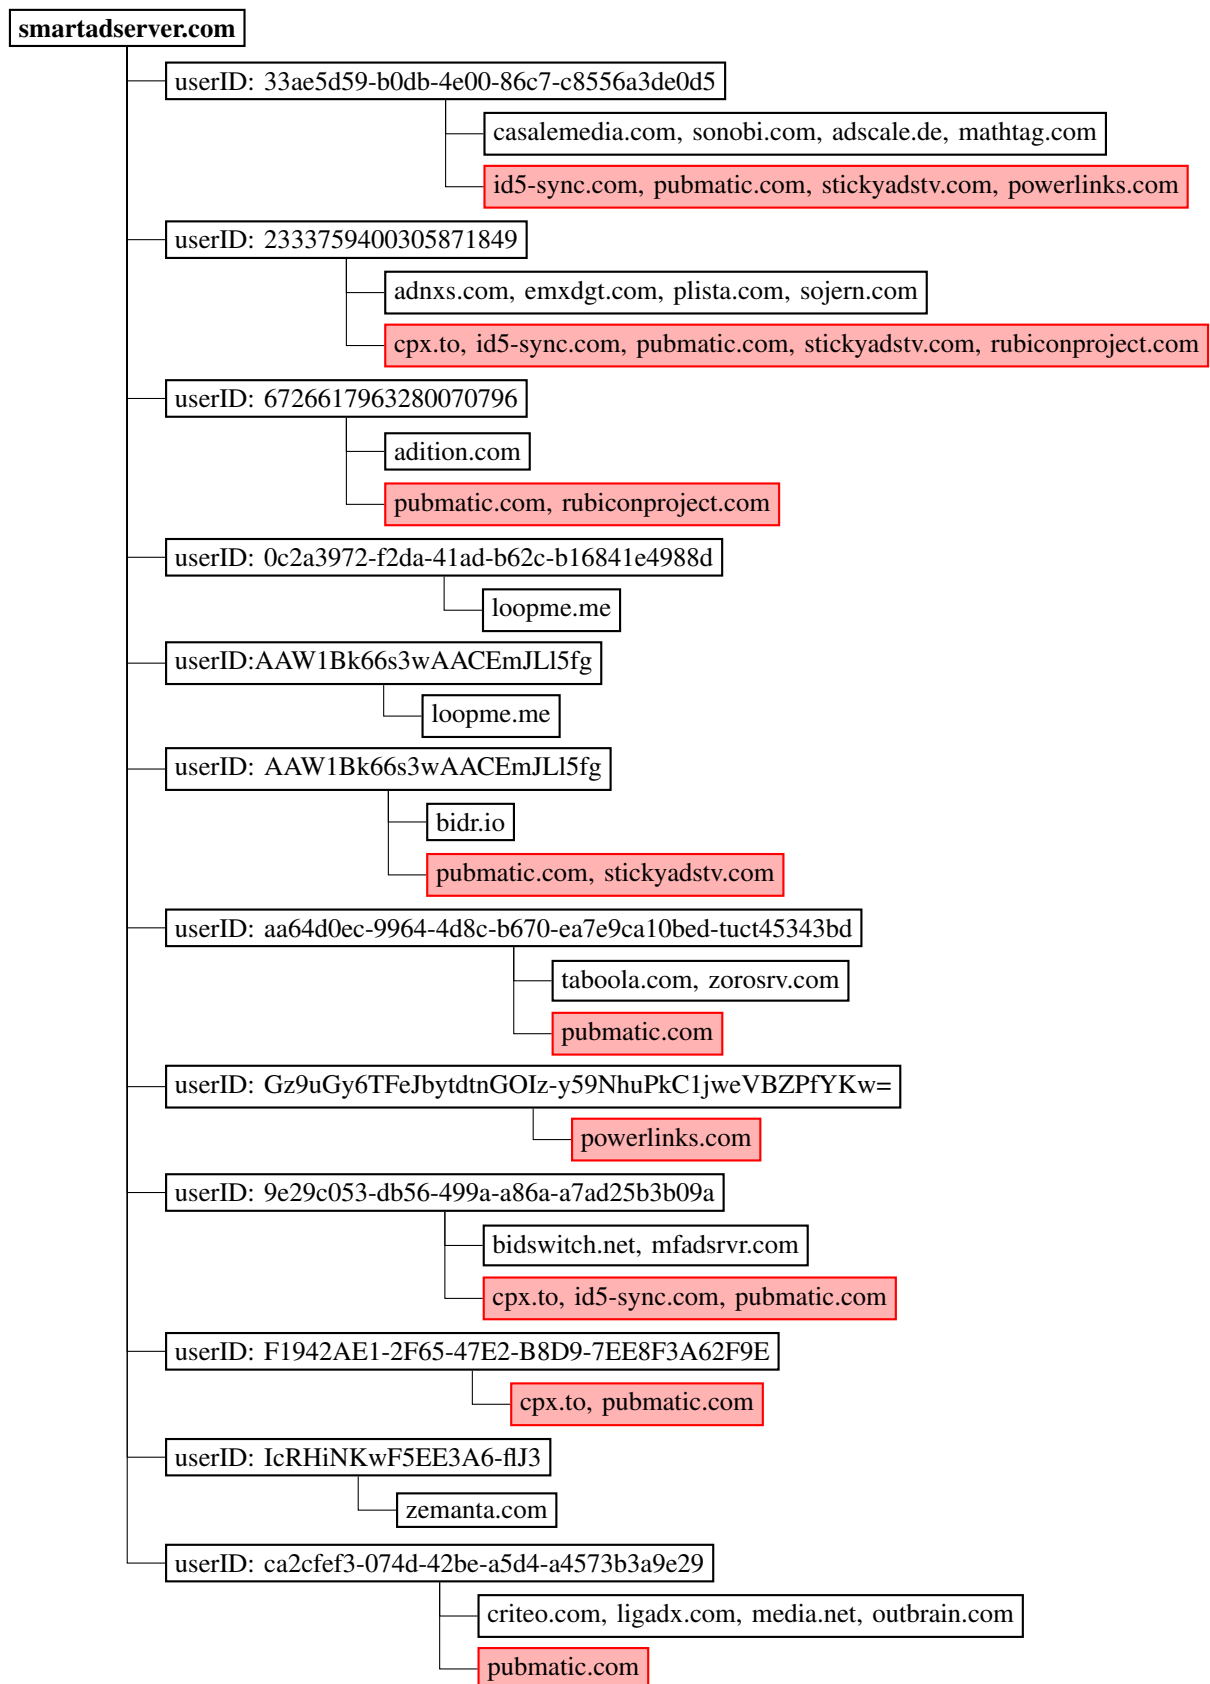 smartadserver.com
userID: 33ae5d59-b0db-4e00-86c7-c8556a3de0d5
casalemedia.com, sonobi.com, adscale.de, mathtag.com
id5-sync.com, pubmatic.com, stickyadstv.com, powerlinks.com
userID: 2333759400305871849
adnxs.com, emxdgt.com, plista.com, sojern.com
cpx.to, id5-sync.com, pubmatic.com, stickyadstv.com, rubiconproject.com
userID: 6726617963280070796
adition.com
pubmatic.com, rubiconproject.com
userID: 0c2a3972-f2da-41ad-b62c-b16841e4988d
loopme.me
userID:AAW1Bk66s3wAACEmJLl5fg
loopme.me
userID: AAW1Bk66s3wAACEmJLl5fg
bidr.io
pubmatic.com, stickyadstv.com
userID: aa64d0ec-9964-4d8c-b670-ea7e9ca10bed-tuct45343bd
taboola.com, zorosrv.com
pubmatic.com
userID: Gz9uGy6TFeJbytdtnGOIz-y59NhuPkC1jweVBZPfYKw=
powerlinks.com
userID: 9e29c053-db56-499a-a86a-a7ad25b3b09a
bidswitch.net, mfadsrvr.com
cpx.to, id5-sync.com, pubmatic.com
userID: F1942AE1-2F65-47E2-B8D9-7EE8F3A62F9E
cpx.to, pubmatic.com
userID: IcRHiNKwF5EE3A6-flJ3
zemanta.com
userID: ca2cfef3-074d-42be-a5d4-a4573b3a9e29
criteo.com, ligadx.com, media.net, outbrain.com
pubmatic.com